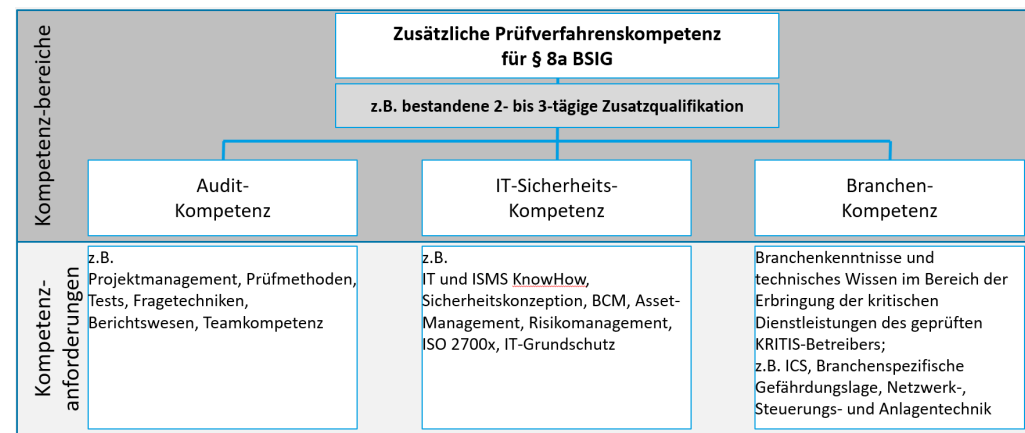 Kompetenz-bereiche
Zusätzliche Prüfverfahrenskompetenz
für § 8a BSIG
z.B. bestandene 2- bis 3-tägige Zusatzqualifikation
Audit-
Kompetenz
IT-Sicherheits-
Kompetenz
Branchen-
Kompetenz
Kompetenz-
anforderungen
z.B.
Projektmanagement, Prüfmethoden,
Tests, Fragetechniken,
Berichtswesen, Teamkompetenz
z.B.
IT und ISMS KnowHow,
Sicherheitskonzeption, BCM, Asset-
Management, Risikomanagement,
ISO 2700x, IT-Grundschutz
Branchenkenntnisse und
technisches Wissen im Bereich der
Erbringung der kritischen
Dienstleistungen des geprüften
KRITIS-Betreibers;
z.B. ICS, Branchenspezifische
Gefährdungslage, Netzwerk-,
Steuerungs- und Anlagentechnik